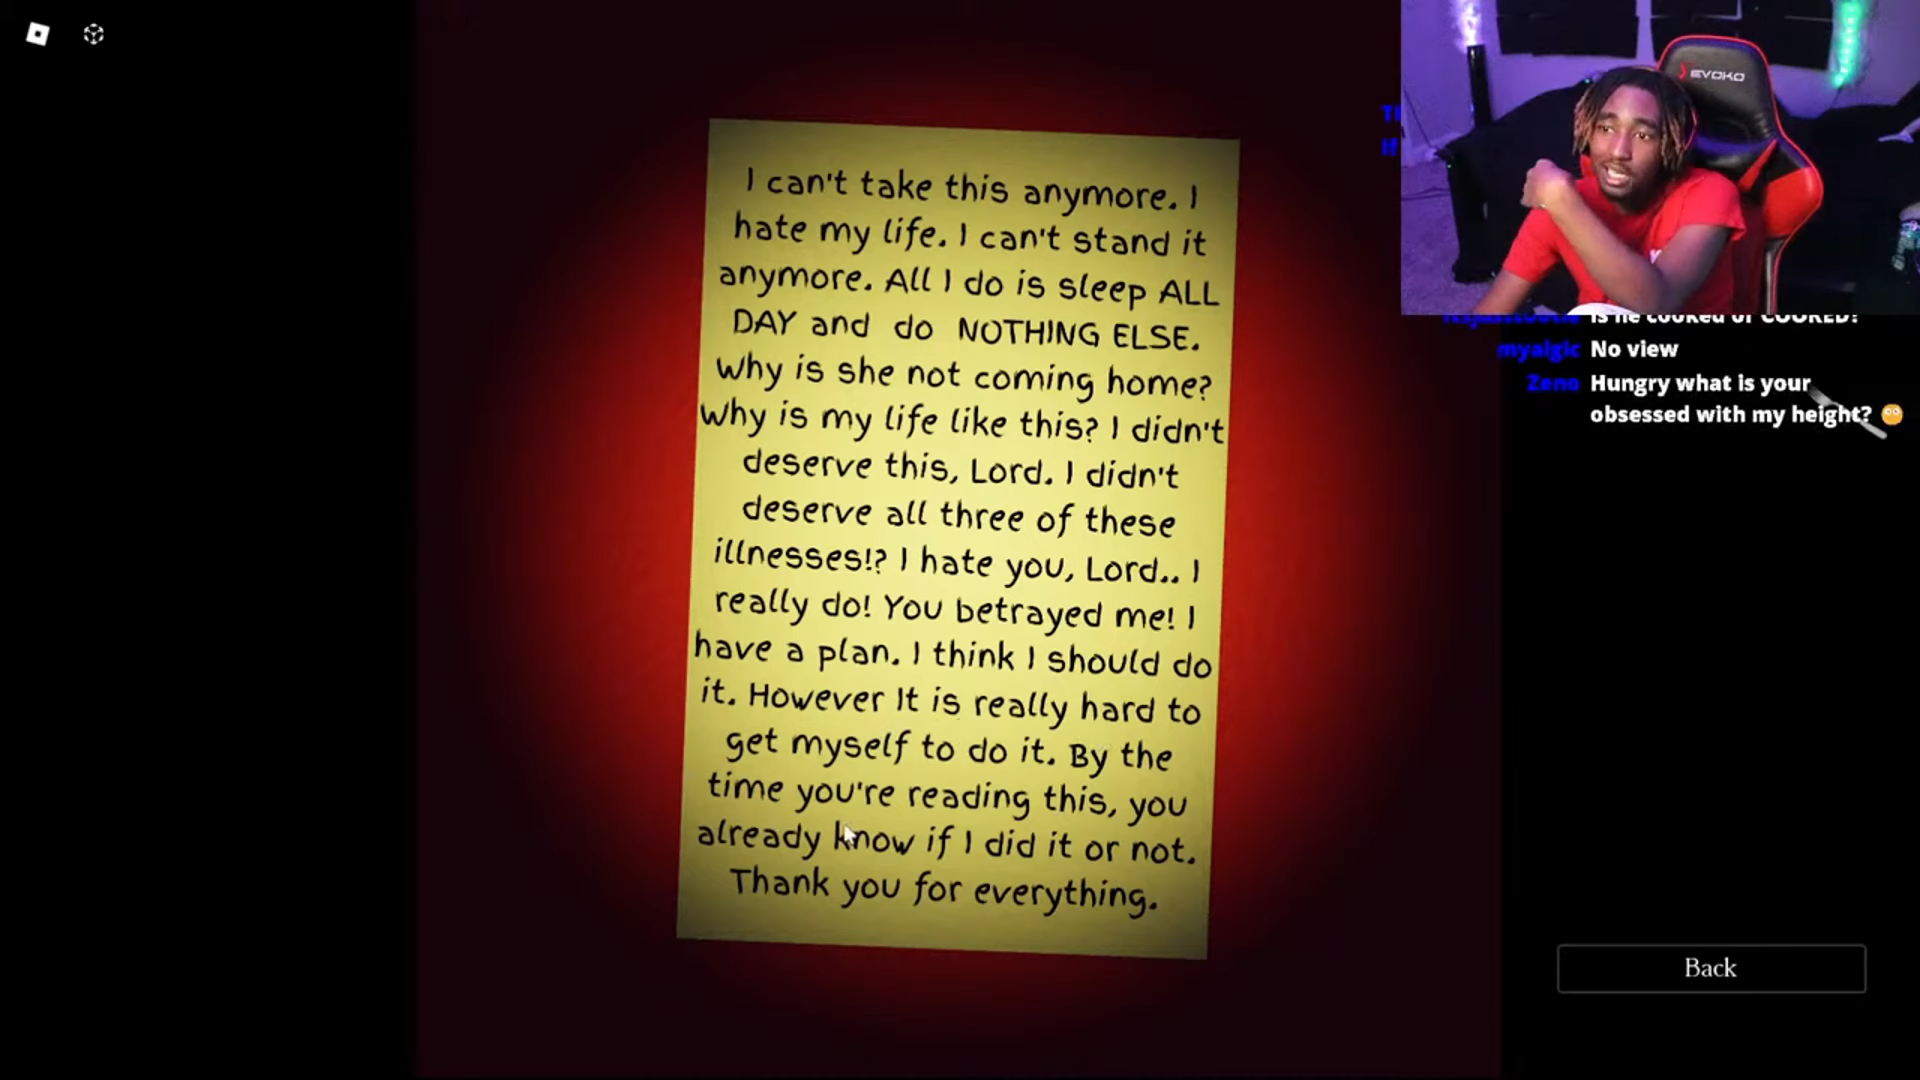 I can't take this anymore. I
hate my life. I can't stand it
anymore. All I do is sleep ALL
DAY and do NOTHING ELSE.
Why is she not coming home?
Why is my life like this? I didn't
deserve this, Lord. I didn't
deserve all three of these
illnesses!? I hate you, Lord.. I
really do! You betrayed me! I
have a plan. I think I should do
it. However It is really hard to
get myself to do it. By the
time you're reading this, you
already know if I did it or not.
Thank you for everything.
EVOKO
is he cooked or COOKED?
myalgic No view
Zeno Hungry what is your
obsessed with my height?
Back